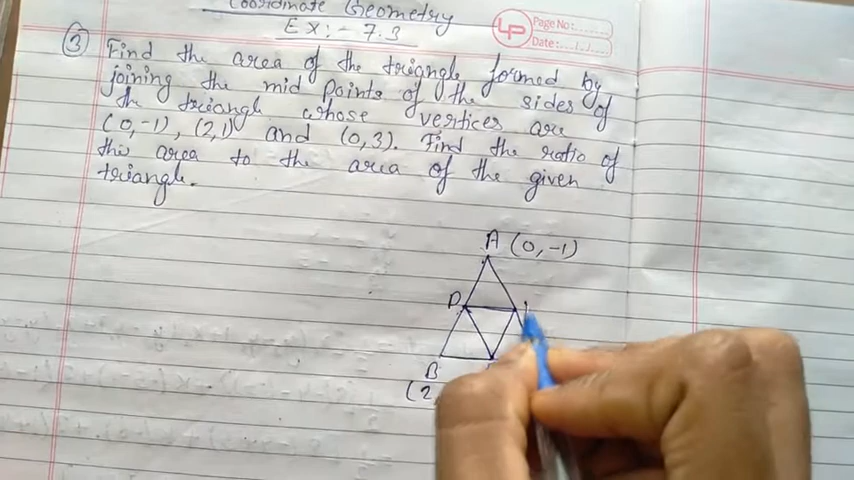 Coordinate Geometry
Ex:- 7.3
LP
Page No:
Date:
(3) Find the area of the triangle formed by
joining the mid points of the sides of
the triangle whose vertices are
(0,-1), (2,1) and (0,3). Find the ratio of
this area to the area of the given
triangle.
A (0,-1)
D
B
(2,